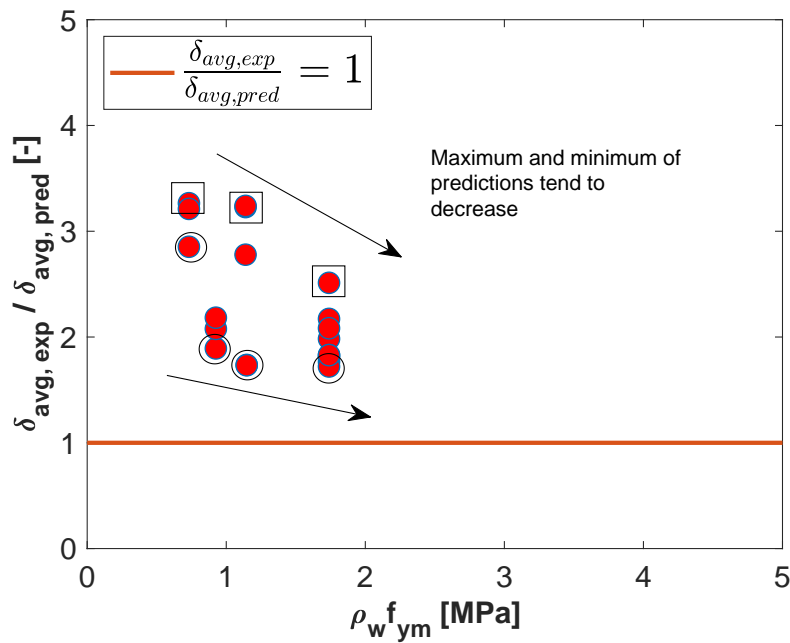 5
δavg,exp
δavg,pred
= 1
4
Maximum and minimum of
predictions tend to
decrease
3
2
1
0
0 1 2 3 4 5
δavg, exp / δavg, pred [-]
ρwfym [MPa]